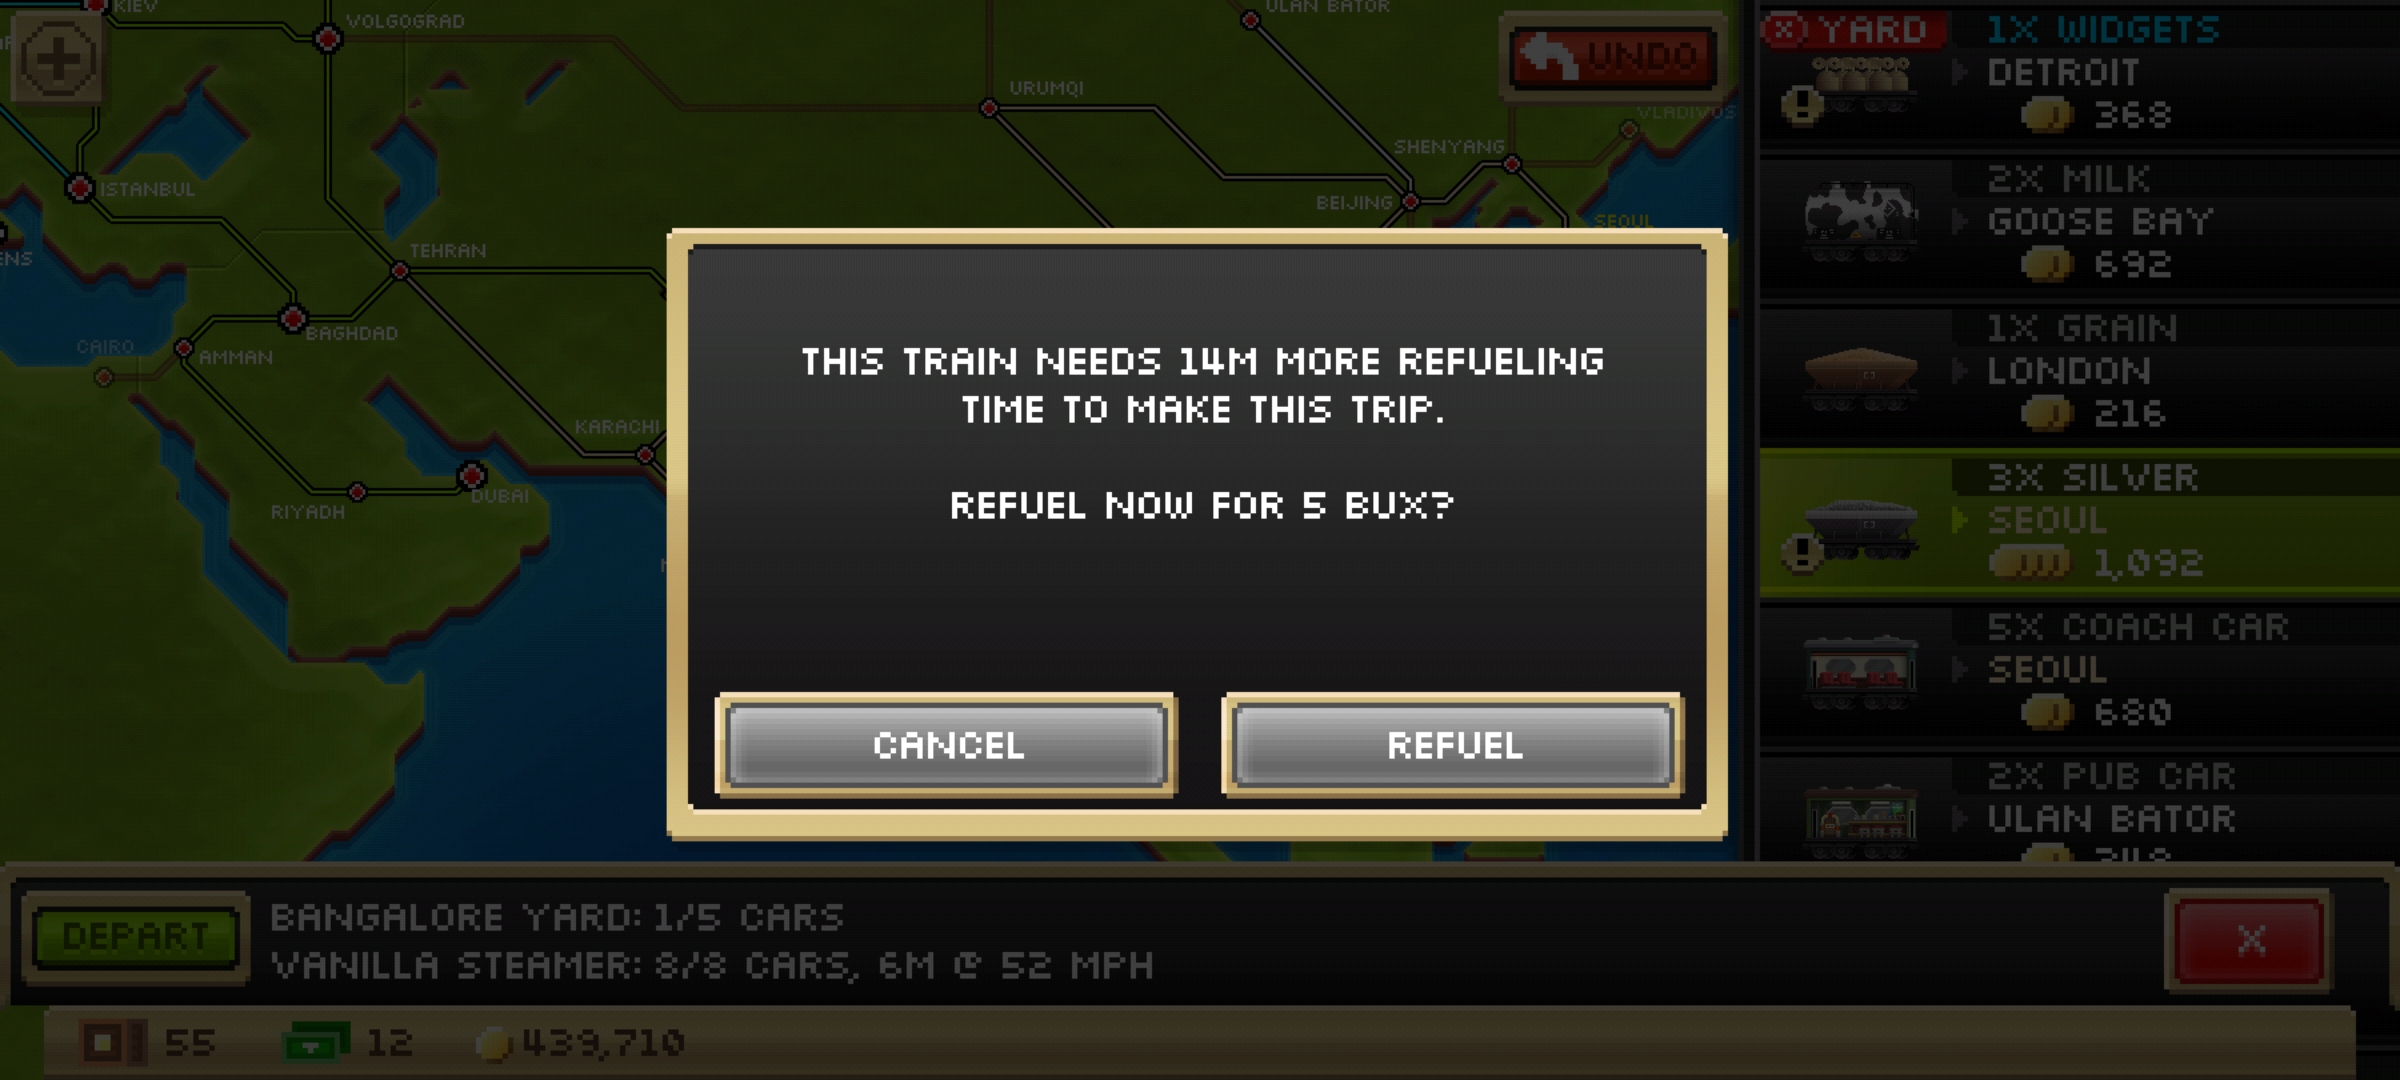 KIEV
VOLGOGRAD
ULAN BATOR
UNDO
URUMQI
VLADIVOS
SHENYANG
ISTANBUL
BEIJING
SEOUL
ENS
TEHRAN
BAGHDAD
CAIRO
AMMAN
KARACHI
RIYADH
DUBAI
THIS TRAIN NEEDS 14M MORE REFUELING
TIME TO MAKE THIS TRIP.
REFUEL NOW FOR 5 BUX?
CANCEL
REFUEL
YARD
1X WIDGETS
DETROIT
368
2X MILK
GOOSE BAY
692
1X GRAIN
LONDON
216
3X SILVER
SEOUL
1,092
5X COACH CAR
SEOUL
680
2X PUB CAR
ULAN BATOR
DEPART
BANGALORE YARD: 1/5 CARS
VANILLA STEAMER: 8/8 CARS, 6M @ 52 MPH
X
55
12
439,710